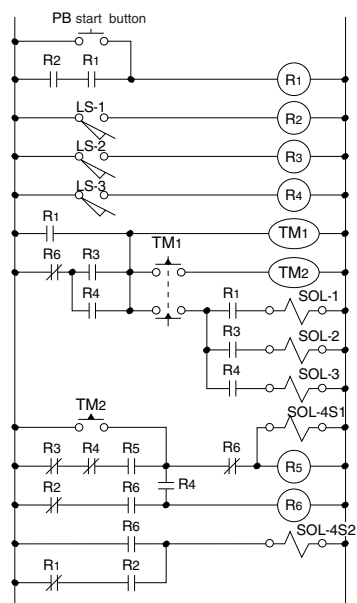 PB start button
R2 R1 R1
LS-1 R2
LS-2 R3
LS-3 R4
R1 TM1
TM1
R6 R3 TM2
R4 R1 SOL-1
R3 SOL-2
R4 SOL-3
TM2 SOL-4S1
R3 R4 R5 R6 R5
R4
R2 R6 R6
R6 SOL-4S2
R1 R2